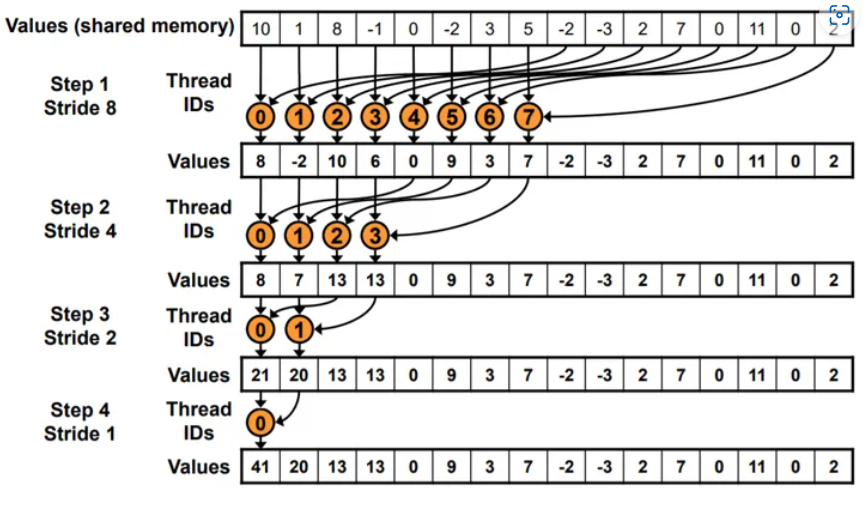 Values (shared memory) 10 1 8 -1 0 -2 3 5 -2 -3 2 7 0 11 0 2
Step 1 Thread
Stride 8 IDs
0 1 2 3 4 5 6 7
Values 8 -2 10 6 0 9 3 7 -2 -3 2 7 0 11 0 2
Step 2 Thread
Stride 4 IDs
0 1 2 3
Values 8 7 13 13 0 9 3 7 -2 -3 2 7 0 11 0 2
Step 3 Thread
Stride 2 IDs
0 1
Values 21 20 13 13 0 9 3 7 -2 -3 2 7 0 11 0 2
Step 4 Thread
Stride 1 IDs
0
Values 41 20 13 13 0 9 3 7 -2 -3 2 7 0 11 0 2